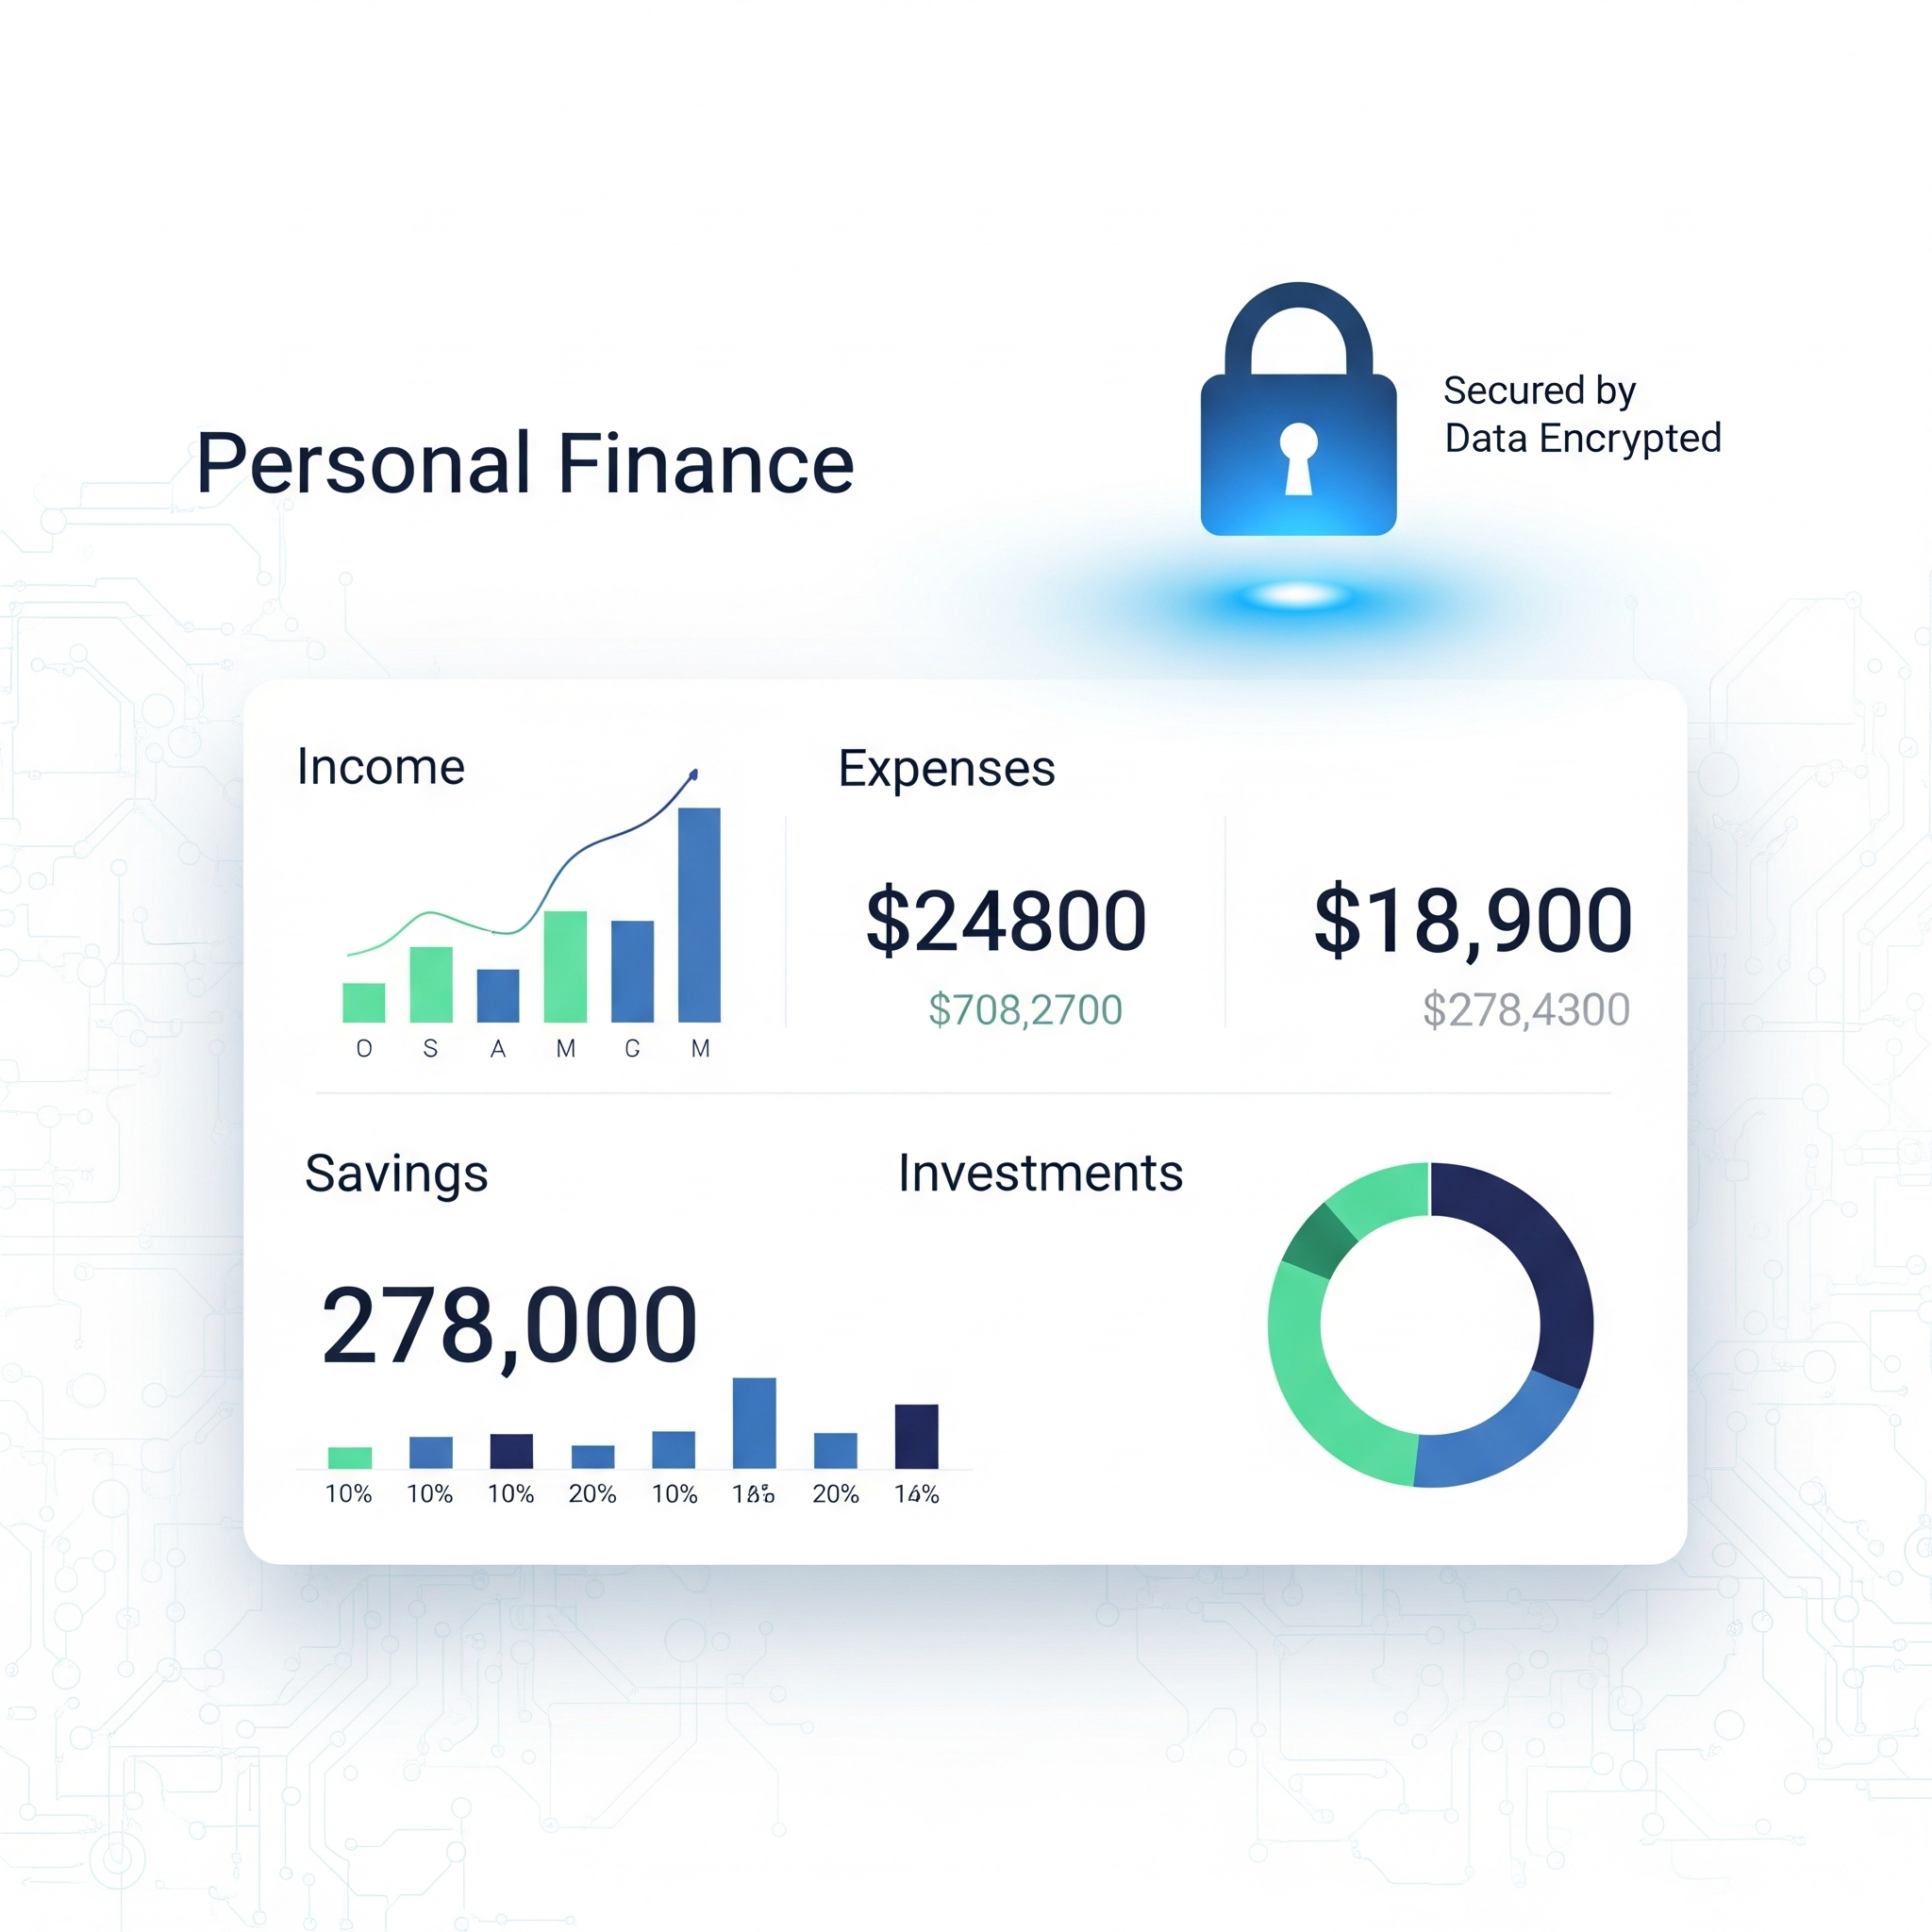 Secured by
Data Encrypted
Personal Finance
Income
Expenses
$24800
$18,900
$708,2700
$278,4300
O S A M G M
Savings
Investments
278,000
10% 10% 10% 20% 10% 20%